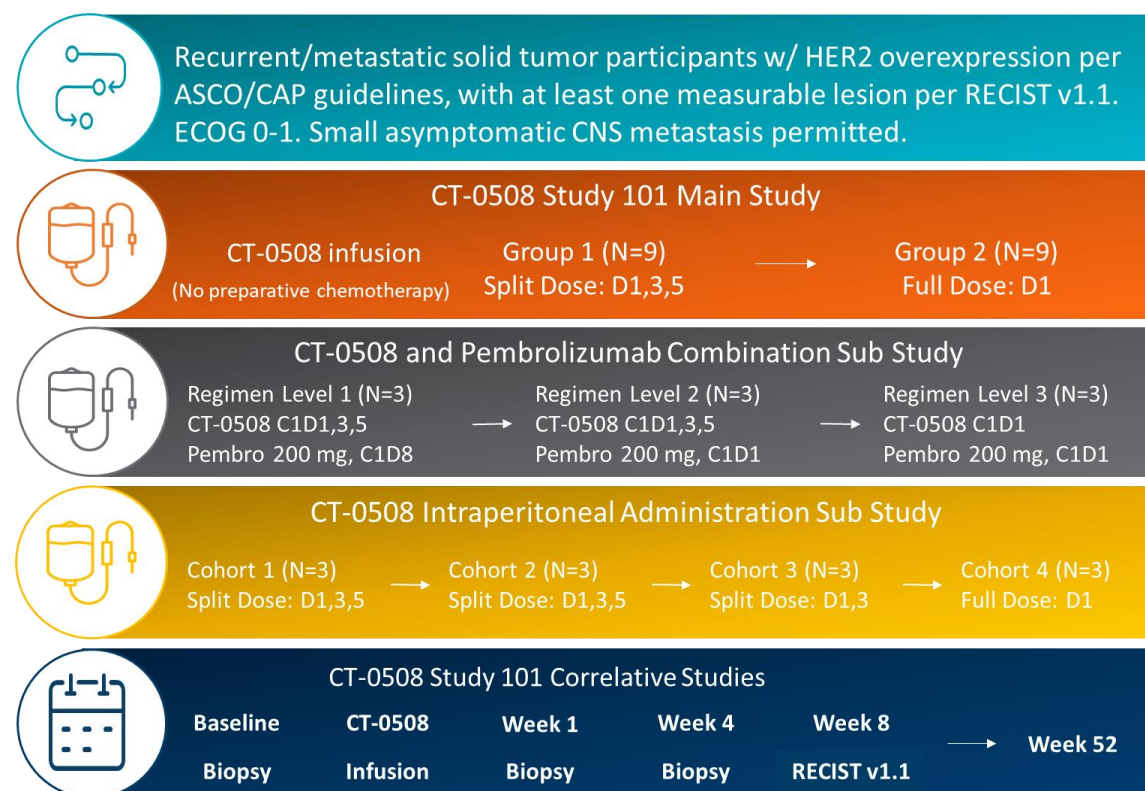 Recurrent/metastatic solid tumor participants w/ HER2 overexpression per
ASCO/CAP guidelines, with at least one measurable lesion per RECIST v1.1.
ECOG 0-1. Small asymptomatic CNS metastasis permitted.
CT-0508 Study 101 Main Study
CT-0508 infusion
(No preparative chemotherapy)
Group 1 (N=9)
Split Dose: D1,3,5
Group 2 (N=9)
Full Dose: D1
CT-0508 and Pembrolizumab Combination Sub Study
Regimen Level 1 (N=3)
CT-0508 C1D1,3,5
Pembro 200 mg, C1D8
Regimen Level 2 (N=3)
CT-0508 C1D1,3,5
Pembro 200 mg, C1D1
Regimen Level 3 (N=3)
CT-0508 C1D1
Pembro 200 mg, C1D1
CT-0508 Intraperitoneal Administration Sub Study
Cohort 1 (N=3)
Split Dose: D1,3,5
Cohort 2 (N=3)
Split Dose: D1,3,5
Cohort 3 (N=3)
Split Dose: D1,3
Cohort 4 (N=3)
Full Dose: D1
CT-0508 Study 101 Correlative Studies
Baseline
Biopsy
CT-0508
Infusion
Week 1
Biopsy
Week 4
Biopsy
Week 8
RECIST v1.1
Week 52